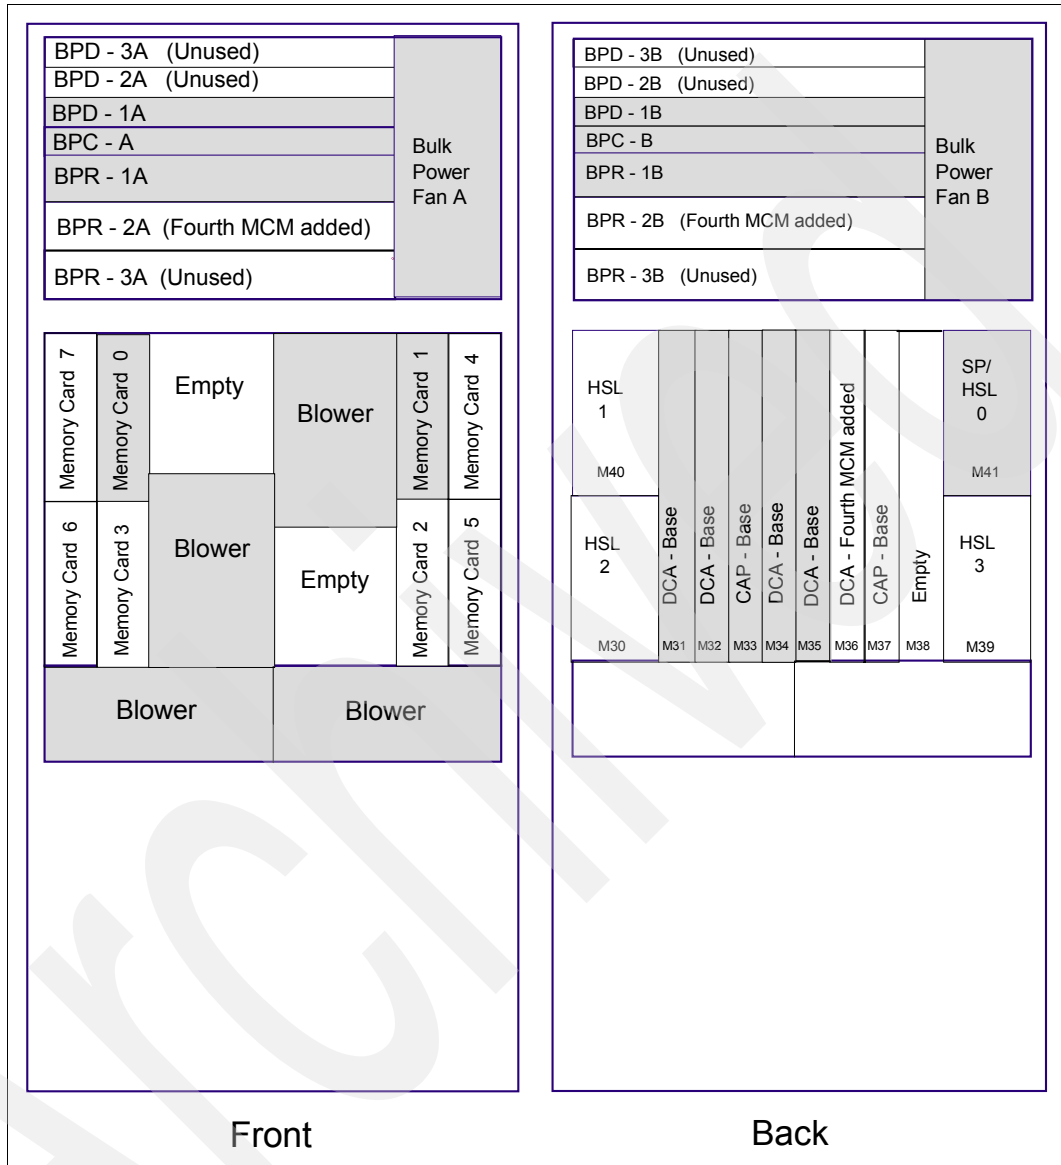 BPD - 3A (Unused)
BPD - 2A (Unused)
BPD - 1A
BPC - A
BPR - 1A
BPR - 2A (Fourth MCM added)
BPR - 3A (Unused)
Bulk
Power
Fan A
Memory Card 7
Memory Card 0
Empty
Blower
Memory Card 1
Memory Card 4
Memory Card 6
Memory Card 3
Blower
Empty
Memory Card 2
Memory Card 5
Blower
Blower
Front
BPD - 3B (Unused)
BPD - 2B (Unused)
BPD - 1B
BPC - B
BPR - 1B
BPR - 2B (Fourth MCM added)
BPR - 3B (Unused)
Bulk
Power
Fan B
HSL
1
M40
HSL
2
M30
DCA - Base
M31
DCA - Base
M32
CAP - Base
M33
DCA - Base
M34
DCA - Base
M35
DCA - Fourth MCM added
M36
CAP - Base
M37
Empty
M38
SP/
HSL
0
M41
HSL
3
M39
Back
Archived